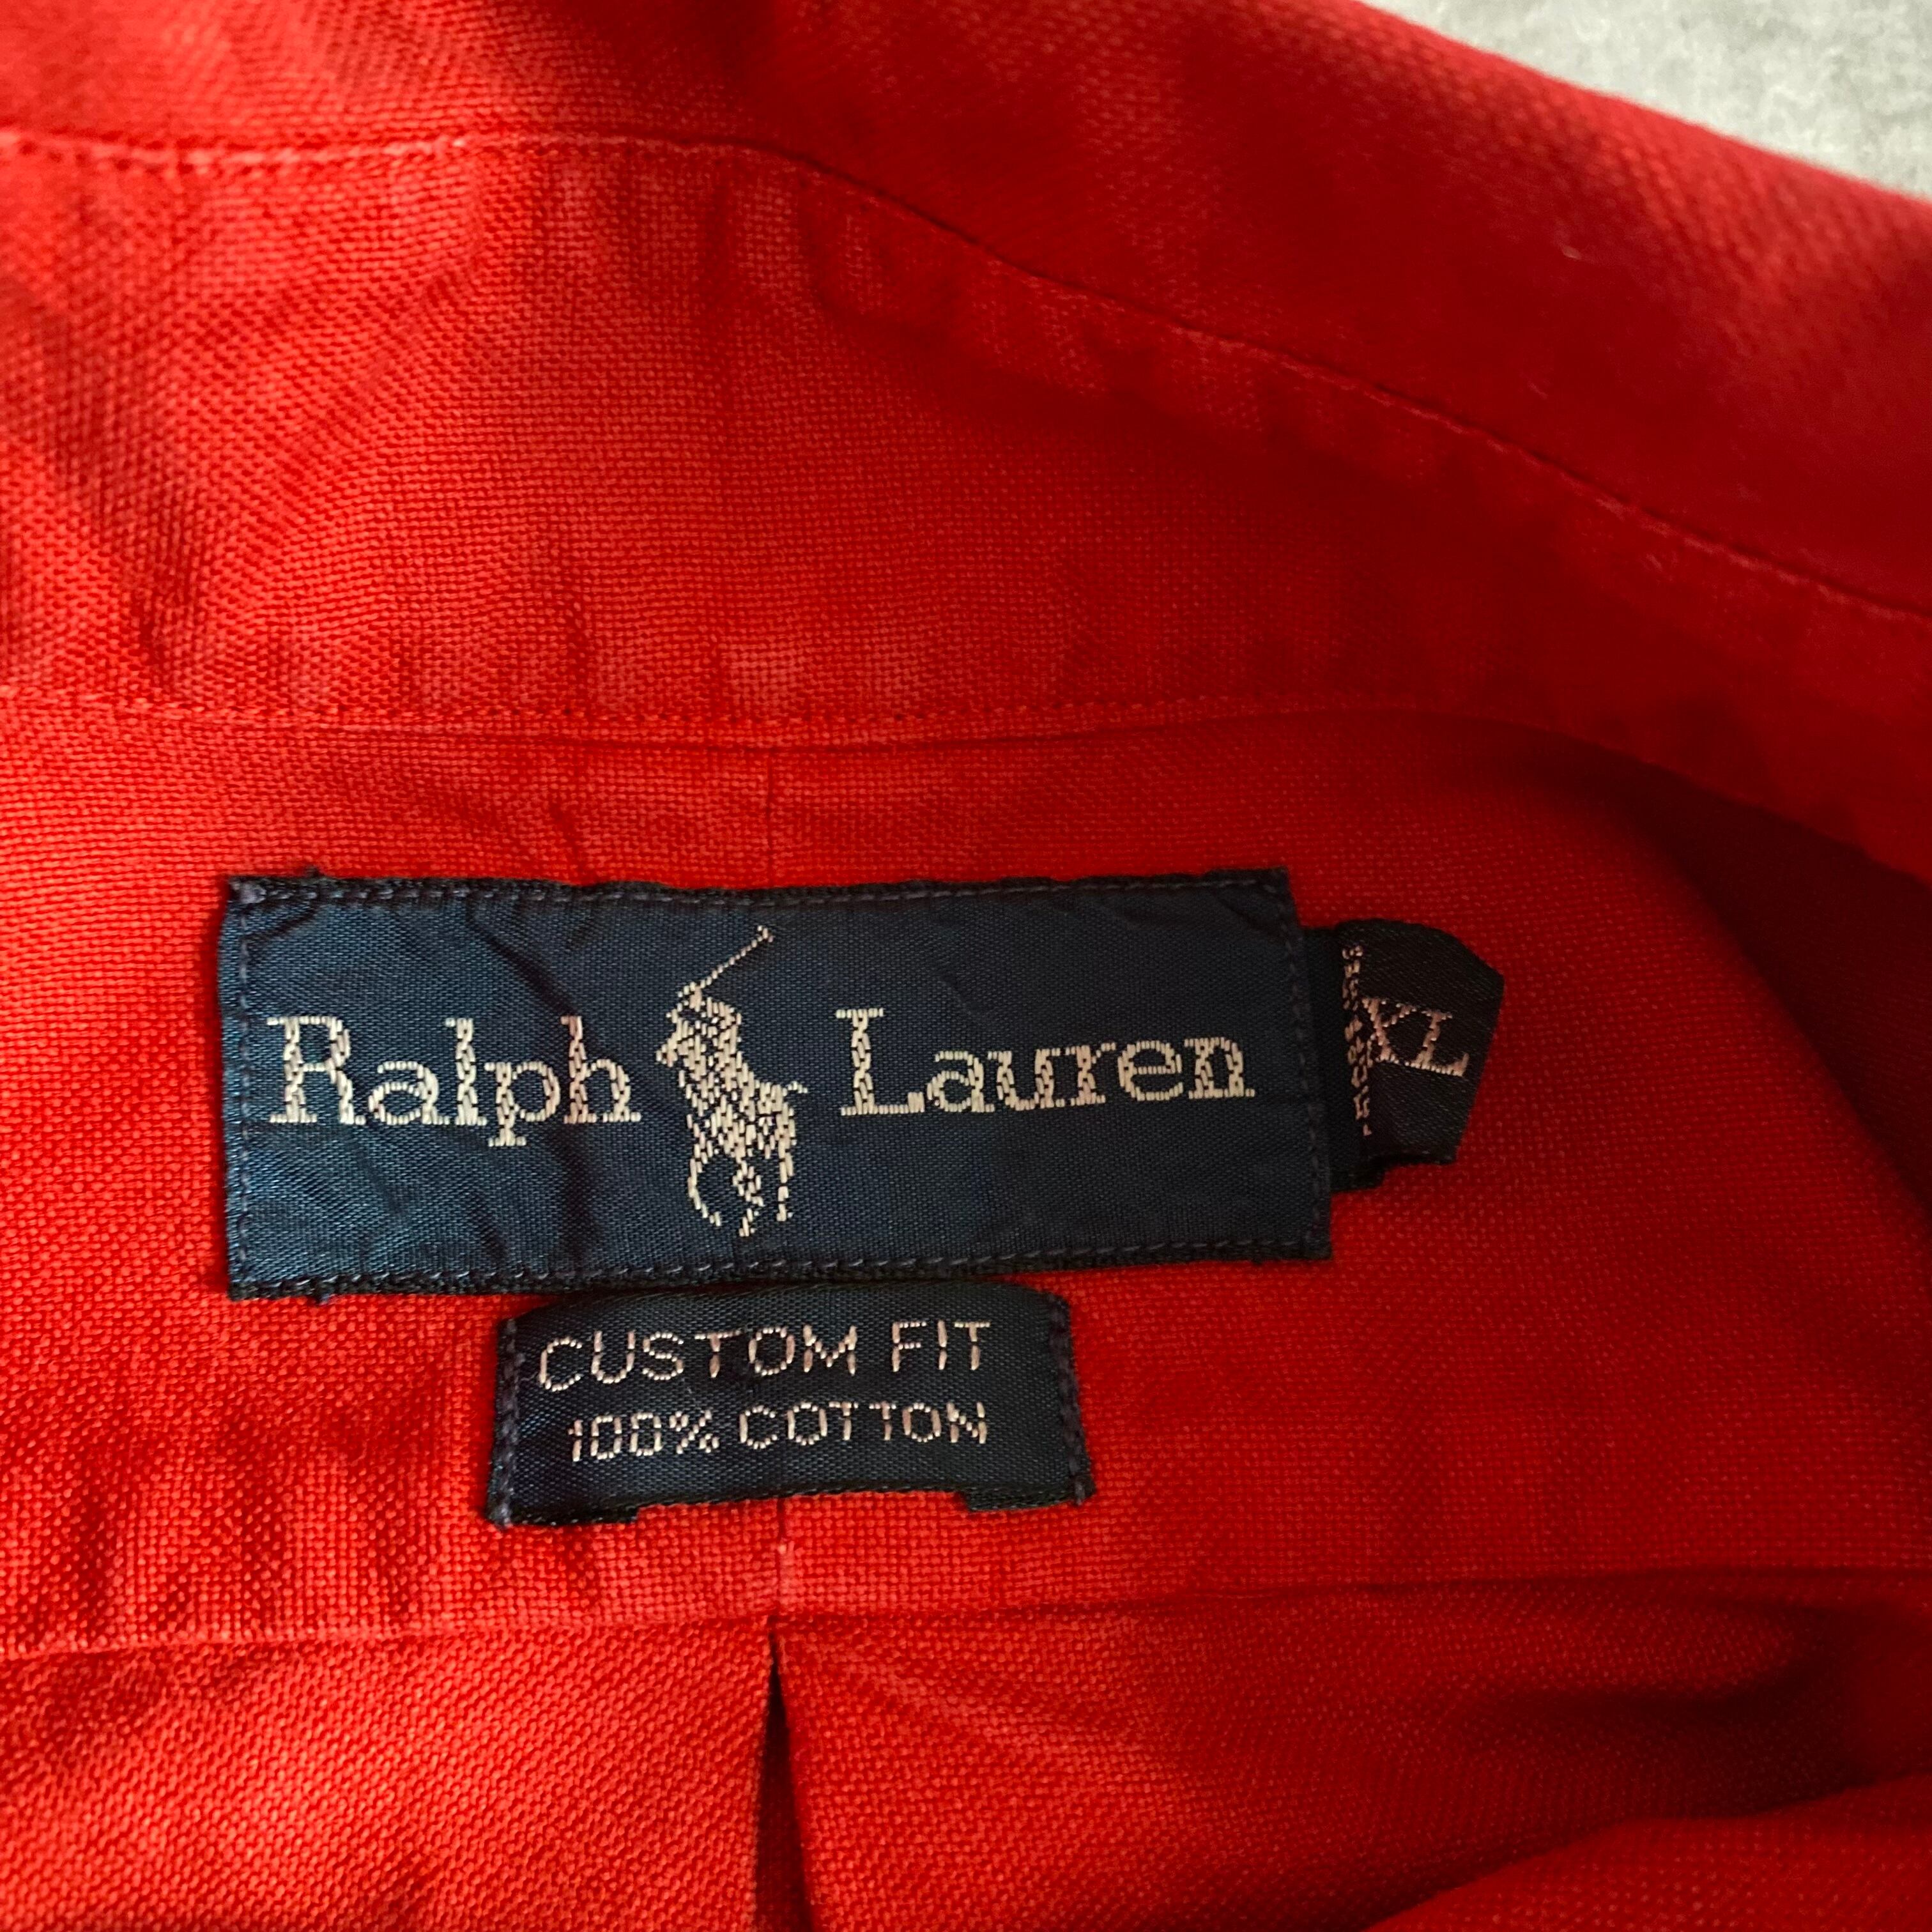 Ralph Lauren
XL
CUSTOM FIT
100% COTTON